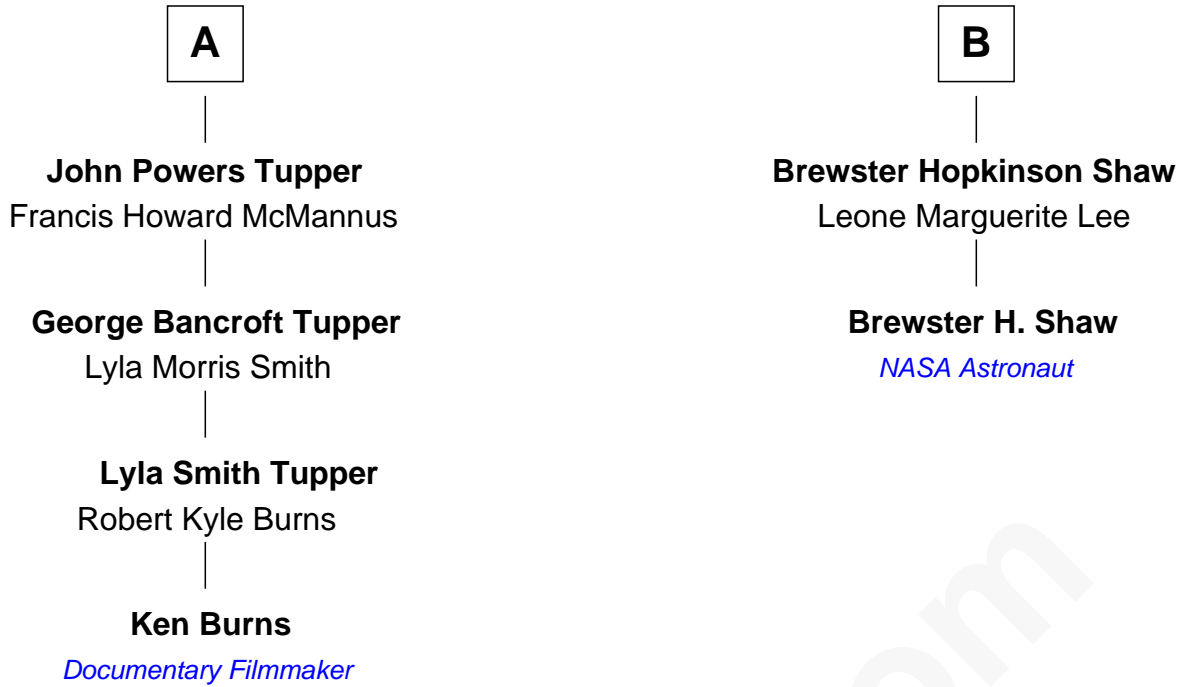 A
John Powers Tupper
Francis Howard McMannus
George Bancroft Tupper
Lyla Morris Smith
Lyla Smith Tupper
Robert Kyle Burns
Ken Burns
Documentary Filmmaker
B
Brewster Hopkinson Shaw
Leone Marguerite Lee
Brewster H. Shaw
NASA Astronaut
om